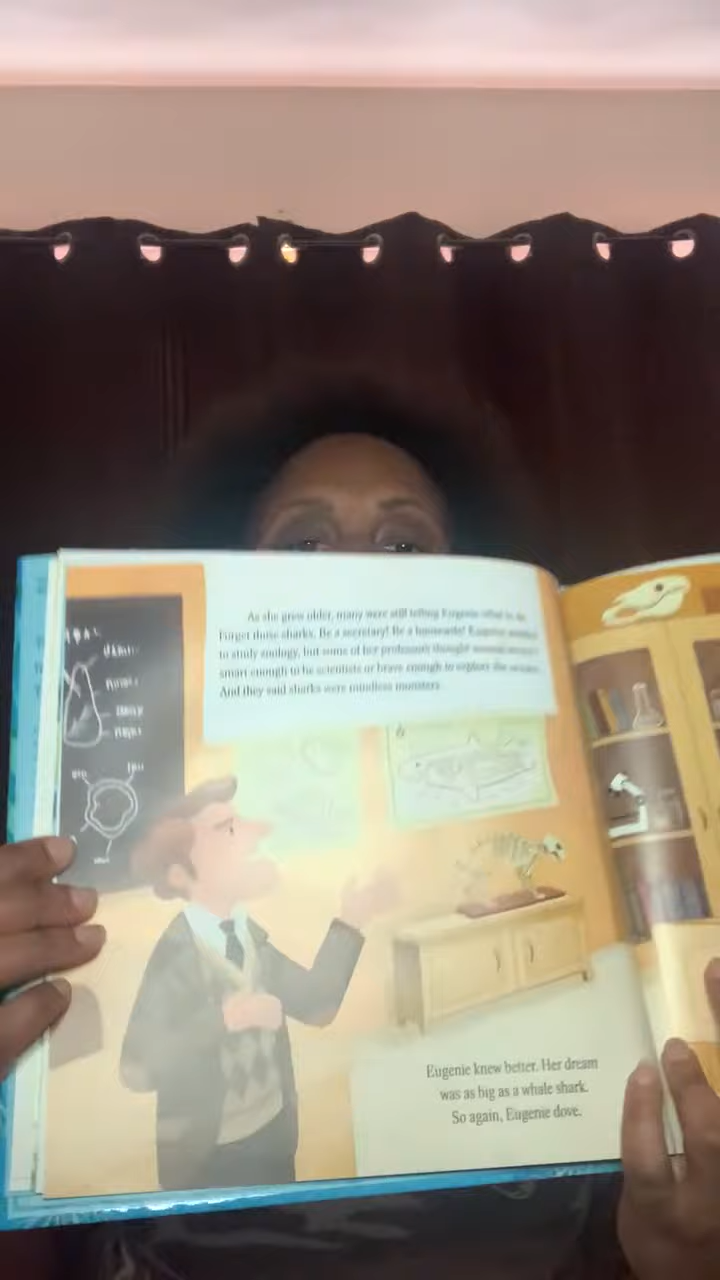 As she grew older, many were still telling Eugenie what to do.
Forget those sharks. Be a secretary! Be a housewife! Eugenie wanted
to study zoology, but some of her professors thought women weren't
smart enough to be scientists or brave enough to explore the oceans.
And they said sharks were mindless monsters.
Eugenie knew better. Her dream
was as big as a whale shark.
So again, Eugenie dove.